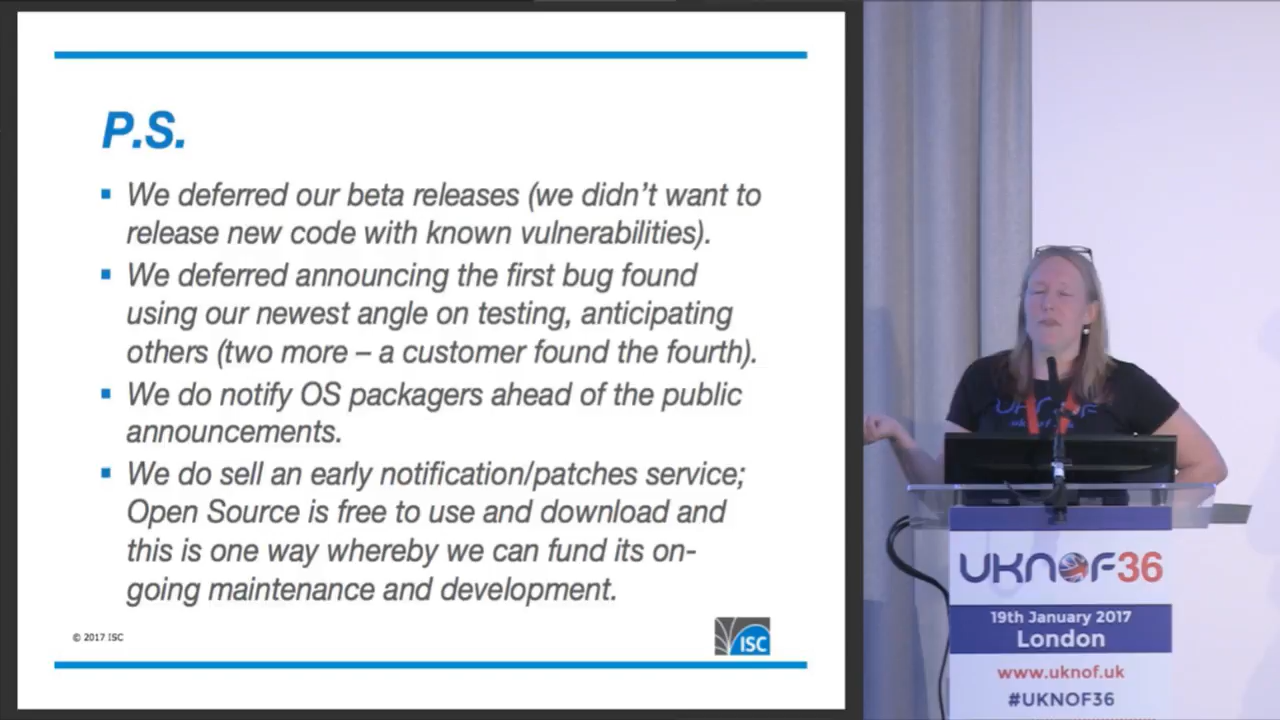 P.S.
We deferred our beta releases (we didn't want to
release new code with known vulnerabilities).
We deferred announcing the first bug found
using our newest angle on testing, anticipating
others (two more – a customer found the fourth).
We do notify OS packagers ahead of the public
announcements.
We do sell an early notification/patches service;
Open Source is free to use and download and
this is one way whereby we can fund its on-
going maintenance and development.
© 2017 ISC
ISC
UKNOF36
19th January 2017
London
www.uknof.uk
#UKNOF36